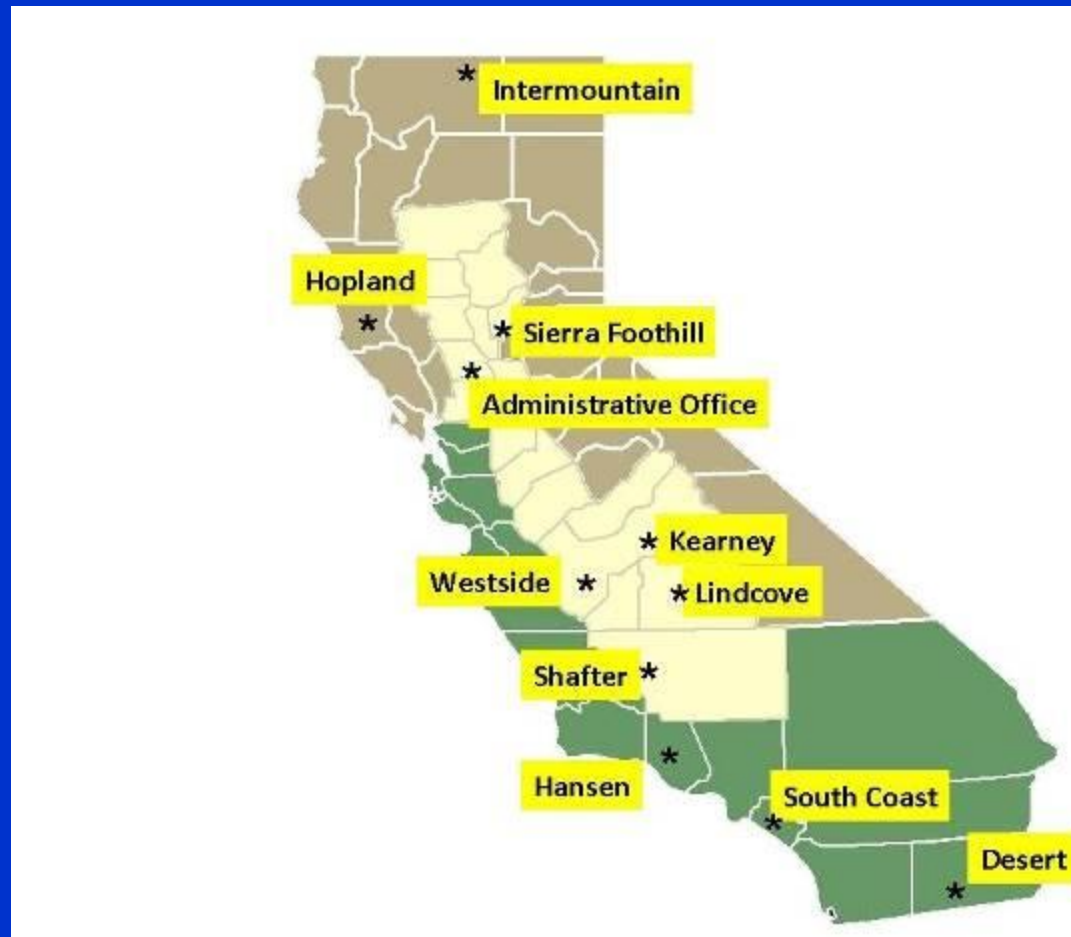 Intermountain
Hopland
* Sierra Foothill
Administrative Office
* Kearney
Westside *
* Lindcove
Shafter *
Hansen
South Coast
Desert